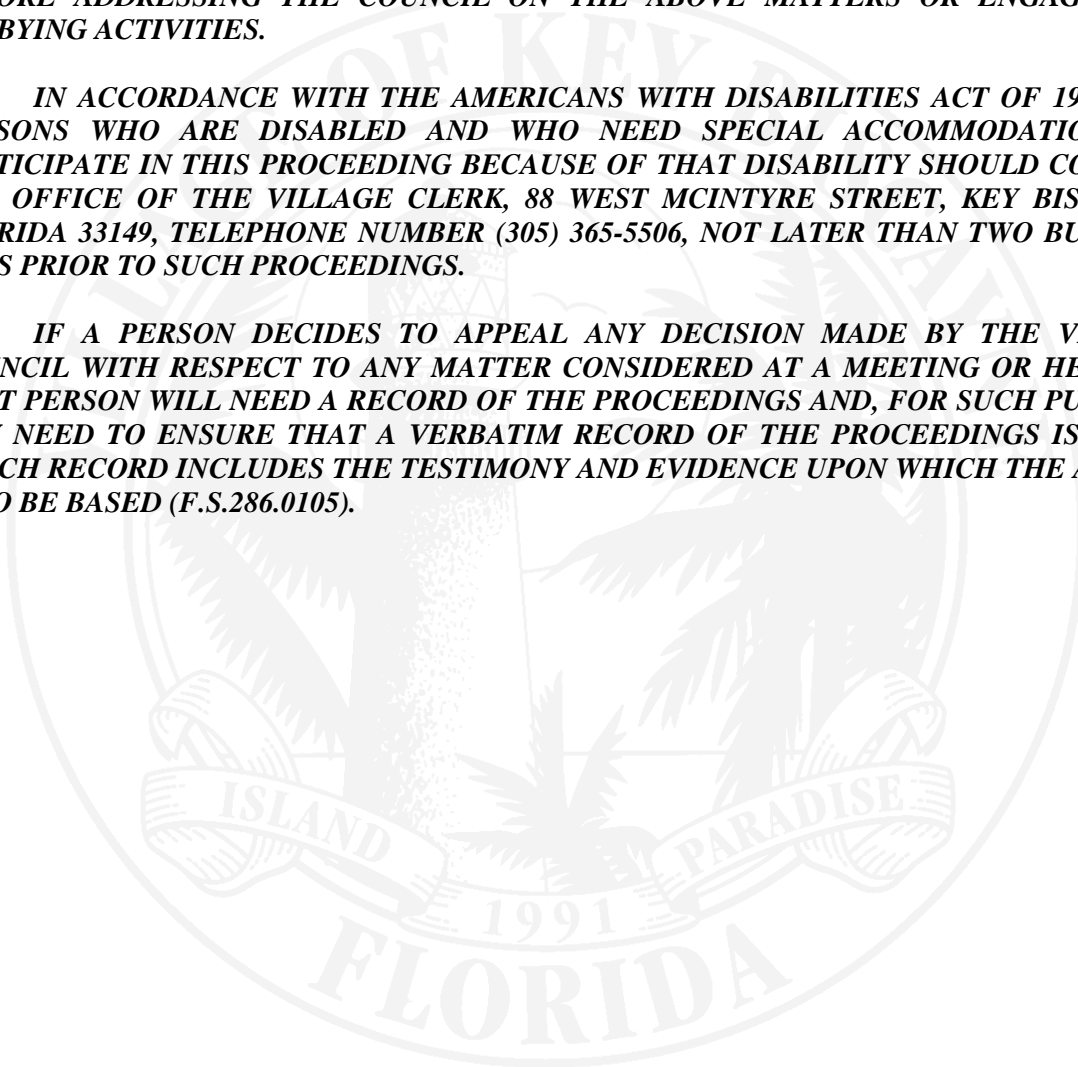 ORE ADDRESSING THE COUNCIL ON THE ABOVE MATTERS OR ENGAG
BYING ACTIVITIES.
IN ACCORDANCE WITH THE AMERICANS WITH DISABILITIES ACT OF 19
SONS WHO ARE DISABLED AND WHO NEED SPECIAL ACCOMMODATIO
TICIPATE IN THIS PROCEEDING BECAUSE OF THAT DISABILITY SHOULD CO
OFFICE OF THE VILLAGE CLERK, 88 WEST MCINTYRE STREET, KEY BIS
RIDA 33149, TELEPHONE NUMBER (305) 365-5506, NOT LATER THAN TWO BU
S PRIOR TO SUCH PROCEEDINGS.
IF A PERSON DECIDES TO APPEAL ANY DECISION MADE BY THE V
NCIL WITH RESPECT TO ANY MATTER CONSIDERED AT A MEETING OR HE
T PERSON WILL NEED A RECORD OF THE PROCEEDINGS AND, FOR SUCH PU
NEED TO ENSURE THAT A VERBATIM RECORD OF THE PROCEEDINGS IS
CH RECORD INCLUDES THE TESTIMONY AND EVIDENCE UPON WHICH THE A
O BE BASED (F.S.286.0105).
VILLAGE OF KEY BISCAYNE
ISLAND PARADISE
1991
FLORIDA